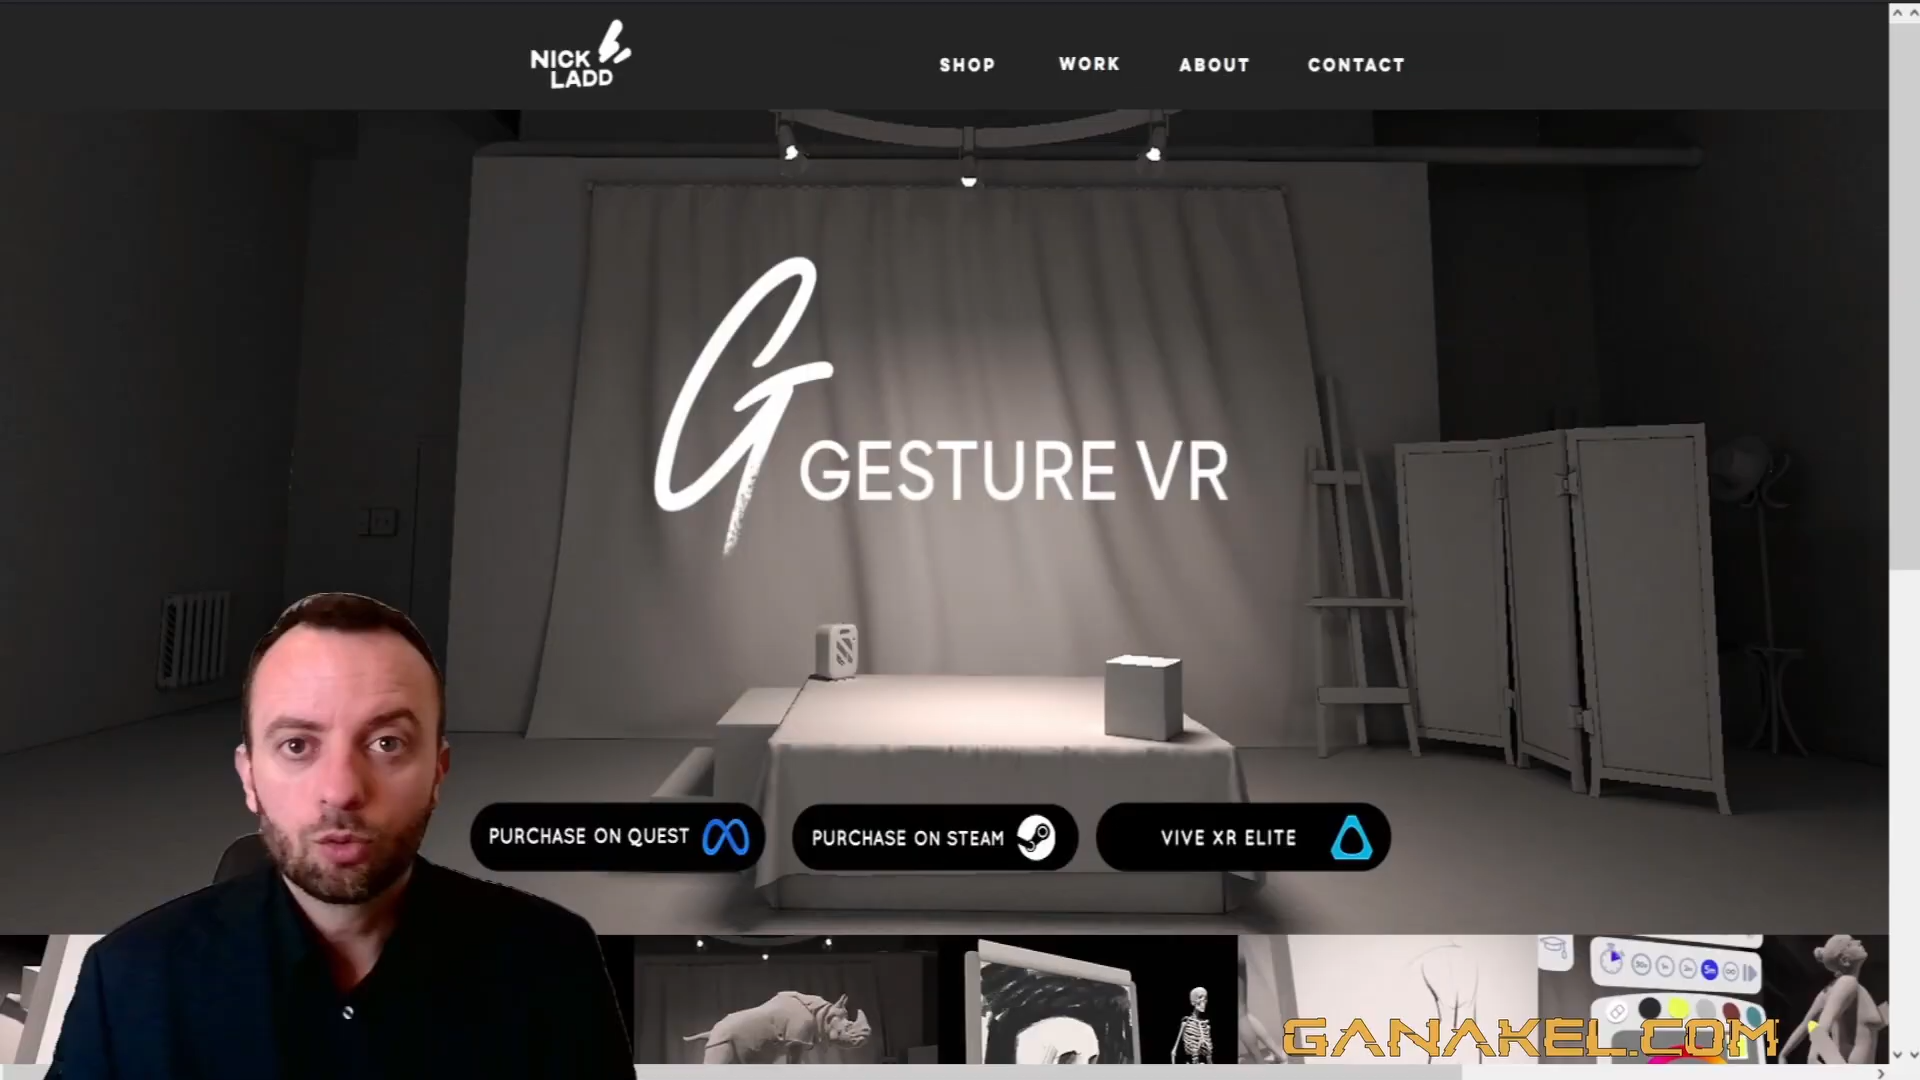 NICK
LADD
SHOP
WORK
ABOUT
CONTACT
G
GESTURE VR
PURCHASE ON QUEST
PURCHASE ON STEAM
VIVE XR ELITE
GANAKEL.COM